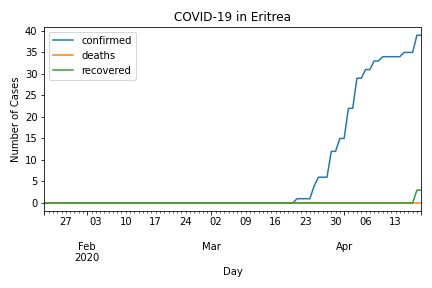 COVID-19 in Eritrea
confirmed
deaths
recovered
Number of Cases
40
35
30
25
20
15
10
5
0
27 03 10 17 24 02 09 16 23 30 06 13
Feb Mar Apr
2020
Day